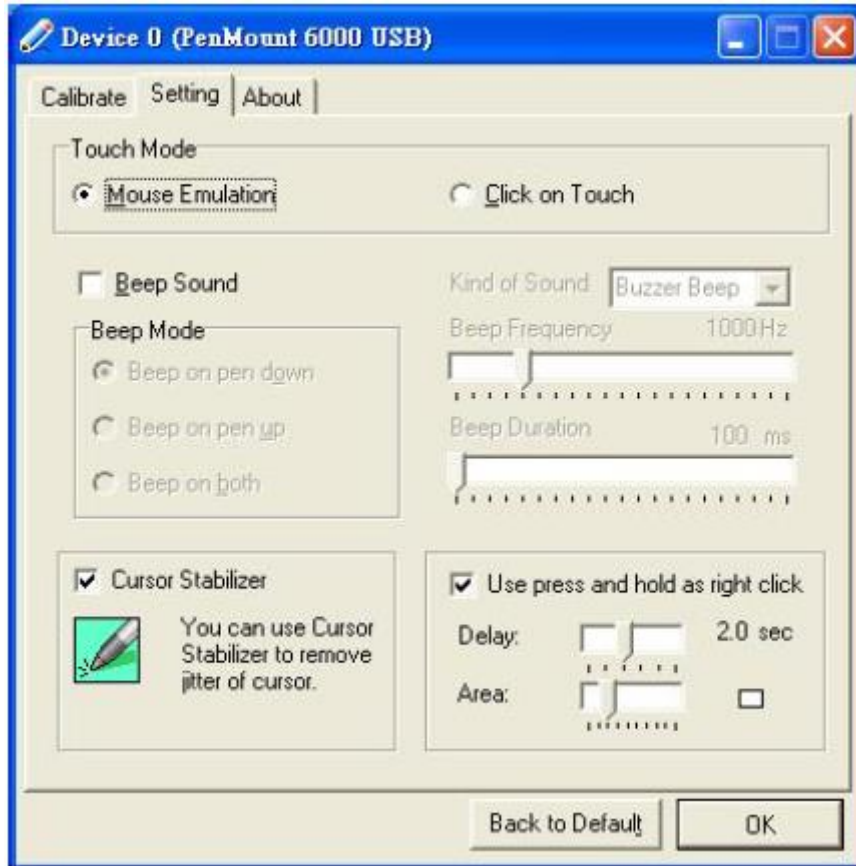 Device 0 (PenMount 6000 USB)
Calibrate Setting About
Touch Mode
Mouse Emulation Click on Touch
Beep Sound
Kind of Sound Buzzer Beep
Beep Mode
Beep on pen down
Beep on pen up
Beep on both
Beep Frequency 1000Hz
Beep Duration 100 ms
Cursor Stabilizer
You can use Cursor
Stabilizer to remove
jitter of cursor.
Use press and hold as right click
Delay: 2.0 sec
Area:
Back to Default OK